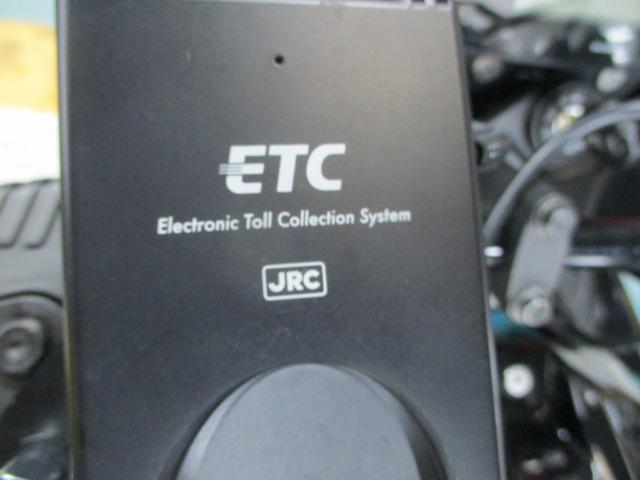 ETC
Electronic Toll Collection System
JRC